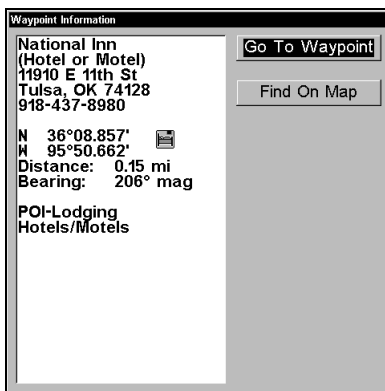 Waypoint Information
National Inn
(Hotel or Motel)
11910 E 11th St
Tulsa, OK 74128
918-437-8980
N 36°08.857'
W 95°50.662'
Distance: 0.15 mi
Bearing: 206° mag
POI-Lodging
Hotels/Motels
Go To Waypoint
Find On Map